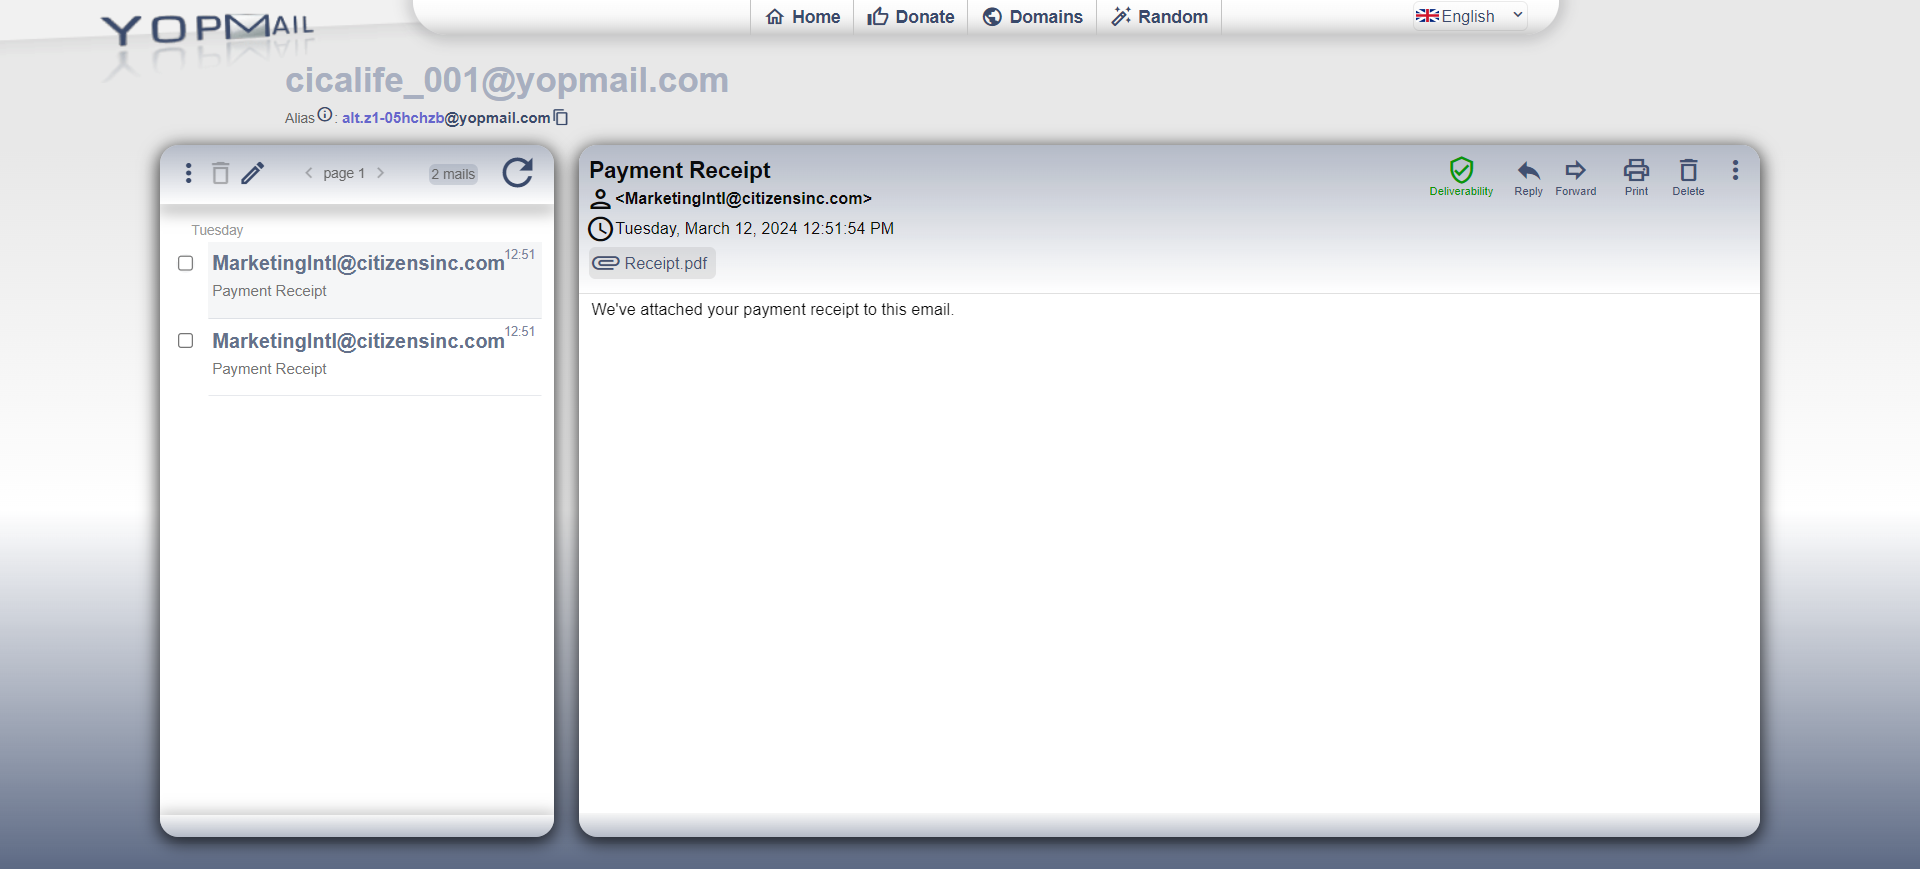 YOPMAIL
Home
Donate
Domains
Random
English
cicalife_001@yopmail.com
Alias : alt.z1-05hchzb@yopmail.com
page 1
2 mails
Tuesday
MarketingIntl@citizensinc.com 12:51
Payment Receipt
MarketingIntl@citizensinc.com 12:51
Payment Receipt
Payment Receipt
<MarketingIntl@citizensinc.com>
Tuesday, March 12, 2024 12:51:54 PM
Receipt.pdf
Deliverability
Reply
Forward
Print
Delete
We've attached your payment receipt to this email.